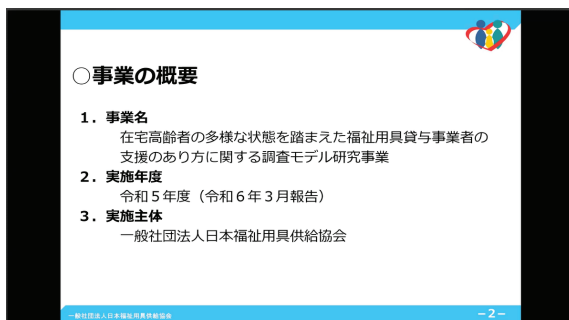 ○事業の概要
1．事業名
在宅高齢者の多様な状態を踏まえた福祉用具貸与事業者の
支援のあり方に関する調査モデル研究事業
2．実施年度
令和5年度（令和6年3月報告）
3．実施主体
一般社団法人日本福祉用具供給協会
一般社団法人日本福祉用具供給協会
－2－